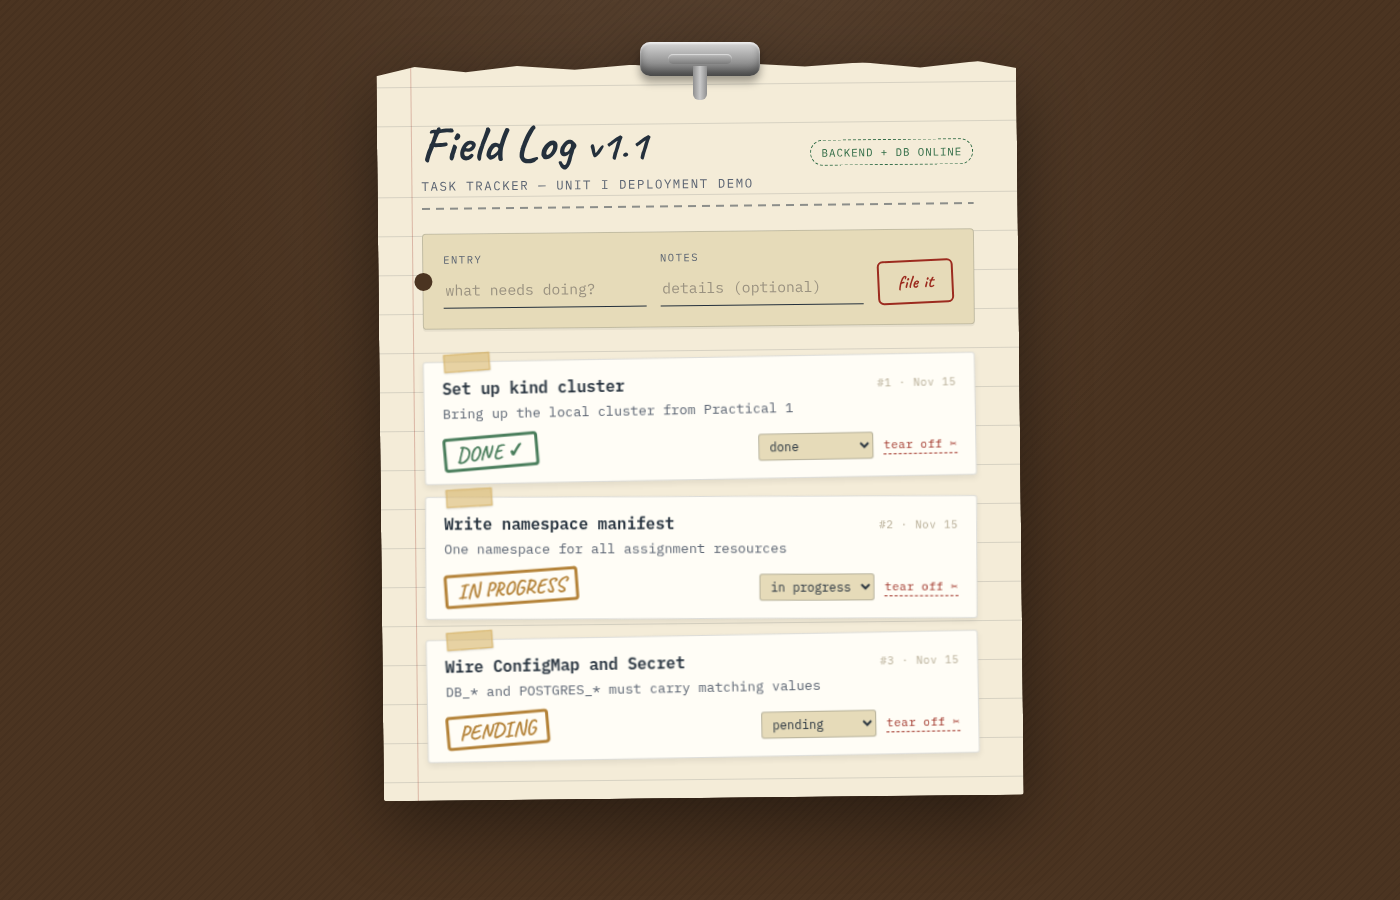 Field Log v1.1
BACKEND + DB ONLINE
TASK TRACKER — UNIT I DEPLOYMENT DEMO
ENTRY
NOTES
what needs doing?
details (optional)
file it
Set up kind cluster
#1 · Nov 15
Bring up the local cluster from Practical 1
DONE ✓
done
tear off ✂
Write namespace manifest
#2 · Nov 15
One namespace for all assignment resources
IN PROGRESS
in progress
tear off ✂
Wire ConfigMap and Secret
#3 · Nov 15
DB_* and POSTGRES_* must carry matching values
PENDING
pending
tear off ✂